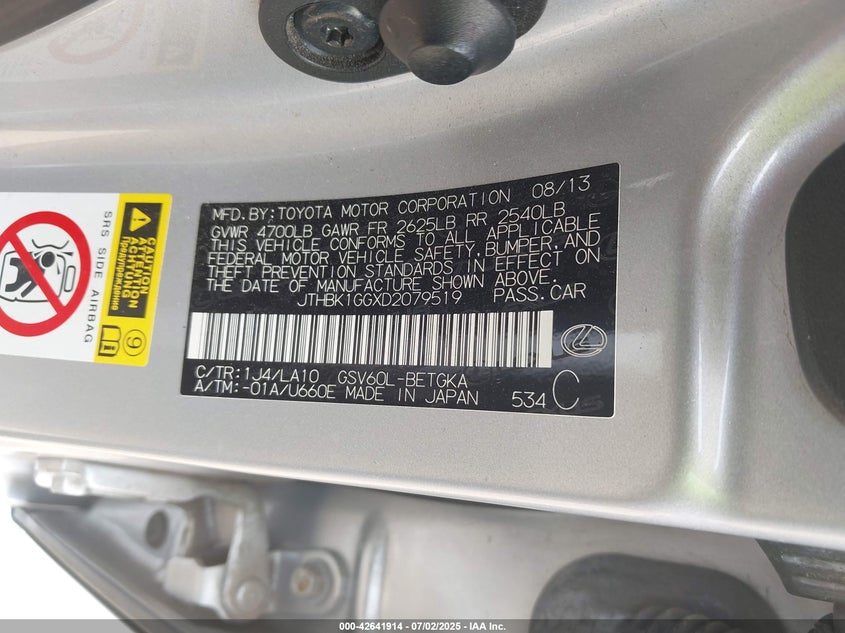 MFD. BY: TOYOTA MOTOR CORPORATION 08/13
GVWR 4700LB GAWR FR 2625LB RR 2540LB
THIS VEHICLE CONFORMS TO ALL APPLICABLE
FEDERAL MOTOR VEHICLE SAFETY, BUMPER, AND
THEFT PREVENTION STANDARDS IN EFFECT ON
THE DATE OF MANUFACTURE SHOWN ABOVE.
JTHBK1GGXD2079519 PASS. CAR
C/TR: 1J4/LA10 GSV60L-BETGKA
A/TM: -01A/U660E MADE IN JAPAN 534 C
SRS SIDE AIRBAG
CAUTION
ATTENTION
ACHTUNG
Предупреждение
9
000-42641914 - 07/02/2025 - IAA Inc.